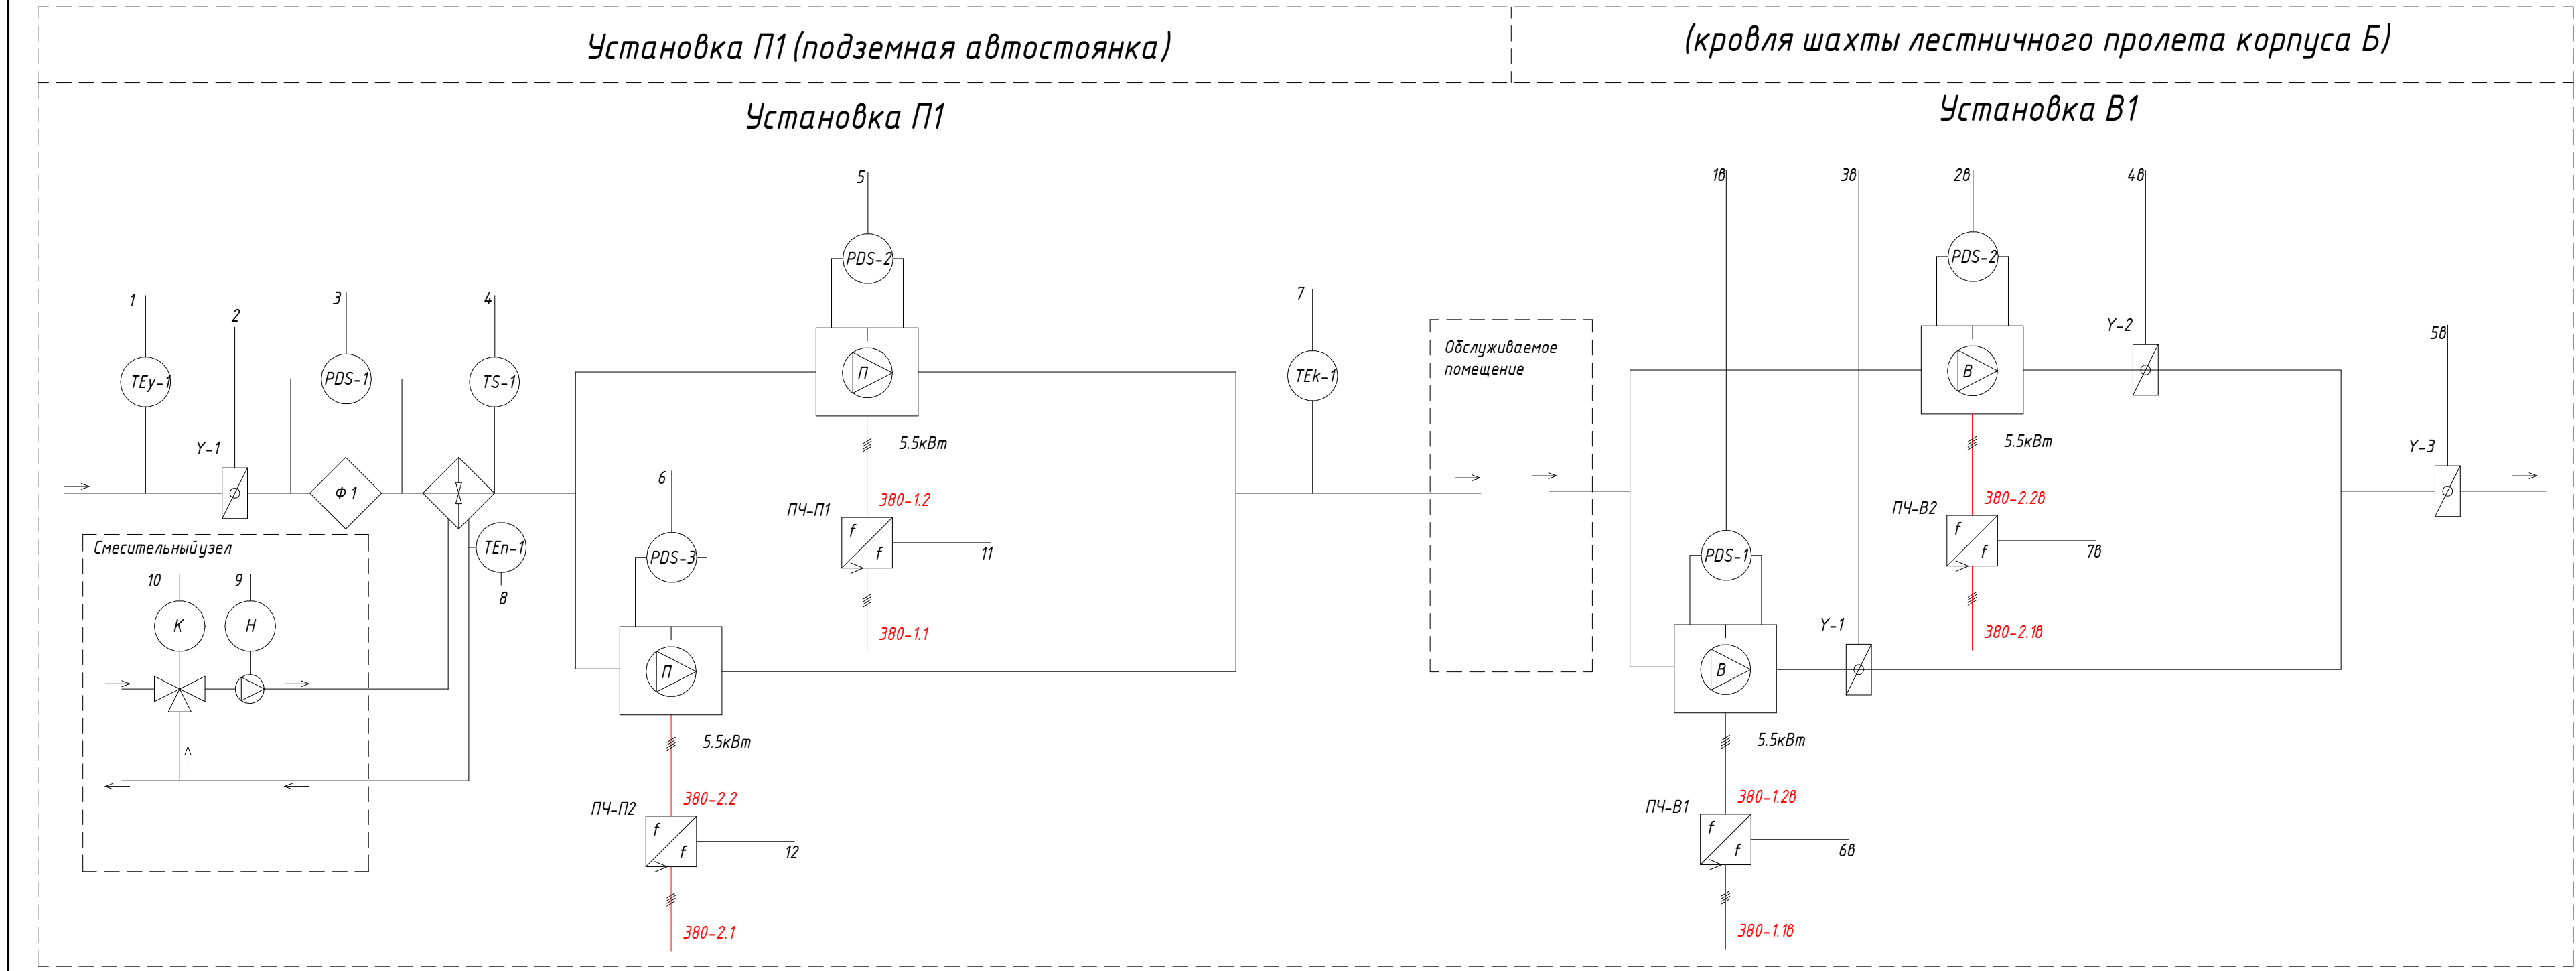 Установка П1 (подземная автостоянка)
(кровля шахты лестничного пролета корпуса Б)
Установка П1
Установка В1
5
1в
3в
2в
4в
PDS-2
PDS-2
1
2
3
4
7
Y-2
5в
TEy-1
PDS-1
TS-1
TEk-1
Обслуживаемое
помещение
П
В
Y-1
5.5кВт
5.5кВт
Y-3
Ф1
6
380-1.2
380-2.2в
ПЧ-П1
ПЧ-В2
f
f
f
f
11
7в
Смесительный узел
TEn-1
PDS-3
PDS-1
10
9
8
К
Н
380-1.1
Y-1
380-2.1в
П
В
5.5кВт
5.5кВт
380-2.2
380-1.2в
ПЧ-П2
ПЧ-В1
f
f
f
f
12
6в
380-2.1
380-1.1в